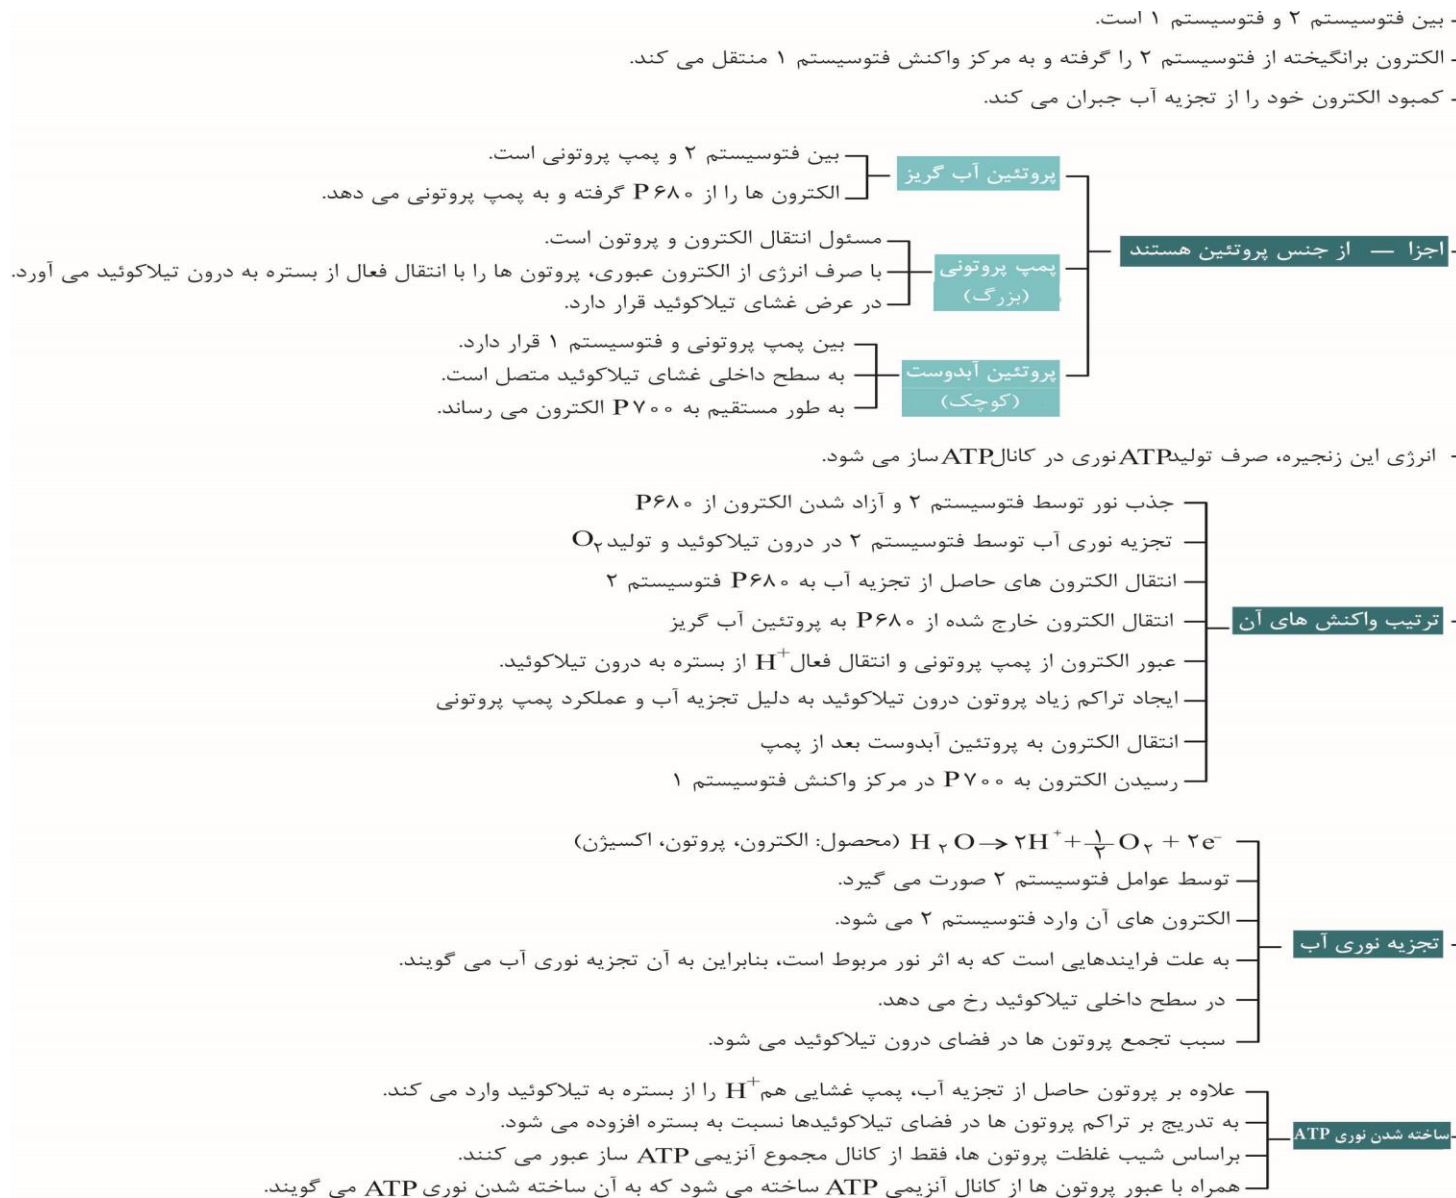 - بین فتوسیستم ۲ و فتوسیستم ۱ است.
- الکترون برانگیخته از فتوسیستم ۲ را گرفته و به مرکز واکنش فتوسیستم ۱ منتقل می کند.
- کمبود الکترون خود را از تجزیه آب جبران می کند.
- اجزا — از جنس پروتئین هستند
پروتئین آب گریز
بین فتوسیستم ۲ و پمپ پروتونی است.
الکترون ها را از P۶۸۰ گرفته و به پمپ پروتونی می دهد.
پمپ پروتونی
(بزرگ)
مسئول انتقال الکترون و پروتون است.
با صرف انرژی از الکترون عبوری، پروتون ها را با انتقال فعال از بستره به درون تیلاکوئید می آورد.
در عرض غشای تیلاکوئید قرار دارد.
پروتئین آبدوست
(کوچک)
بین پمپ پروتونی و فتوسیستم ۱ قرار دارد.
به سطح داخلی غشای تیلاکوئید متصل است.
به طور مستقیم به P۷۰۰ الکترون می رساند.
- انرژی این زنجیره، صرف تولیدATP نوری در کانالATP ساز می شود.
- ترتیب واکنش های آن
جذب نور توسط فتوسیستم ۲ و آزاد شدن الکترون از P۶۸۰
تجزیه نوری آب توسط فتوسیستم ۲ در درون تیلاکوئید و تولید O₂
انتقال الکترون های حاصل از تجزیه آب به P۶۸۰ فتوسیستم ۲
انتقال الکترون خارج شده از P۶۸۰ به پروتئین آب گریز
عبور الکترون از پمپ پروتونی و انتقال فعال H⁺ از بستره به درون تیلاکوئید.
ایجاد تراکم زیاد پروتون درون تیلاکوئید به دلیل تجزیه آب و عملکرد پمپ پروتونی
انتقال الکترون به پروتئین آبدوست بعد از پمپ
رسیدن الکترون به P۷۰۰ در مرکز واکنش فتوسیستم ۱
- تجزیه نوری آب
H۲O → ۲H⁺ + ۱/۲ O۲ + ۲e⁻ (محصول: الکترون، پروتون، اکسیژن)
توسط عوامل فتوسیستم ۲ صورت می گیرد.
الکترون های آن وارد فتوسیستم ۲ می شود.
به علت فرایندهایی است که به اثر نور مربوط است، بنابراین به آن تجزیه نوری آب می گویند.
در سطح داخلی تیلاکوئید رخ می دهد.
سبب تجمع پروتون ها در فضای درون تیلاکوئید می شود.
- ساخته شدن نوری ATP
علاوه بر پروتون حاصل از تجزیه آب، پمپ غشایی هم H⁺ را از بستره به تیلاکوئید وارد می کند.
به تدریج بر تراکم پروتون ها در فضای تیلاکوئیدها نسبت به بستره افزوده می شود.
براساس شیب غلظت پروتون ها، فقط از کانال مجموع آنزیمی ATP ساز عبور می کنند.
همراه با عبور پروتون ها از کانال آنزیمی ATP ساخته می شود که به آن ساخته شدن نوری ATP می گویند.